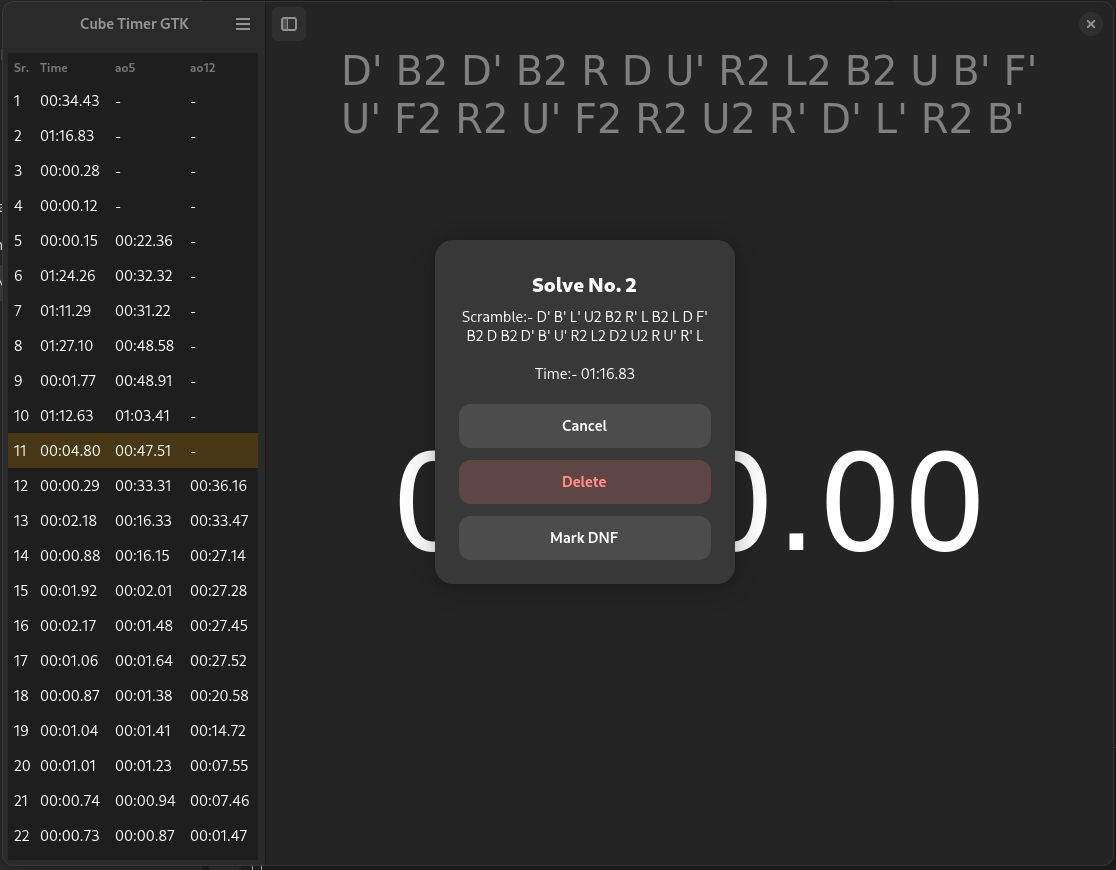 Cube Timer GTK
Sr. Time ao5 ao12
1 00:34.43 - -
2 01:16.83 - -
3 00:00.28 - -
4 00:00.12 - -
5 00:00.15 00:22.36 -
6 01:24.26 00:32.32 -
7 01:11.29 00:31.22 -
8 01:27.10 00:48.58 -
9 00:01.77 00:48.91 -
10 01:12.63 01:03.41 -
11 00:04.80 00:47.51 -
12 00:00.29 00:33.31 00:36.16
13 00:02.18 00:16.33 00:33.47
14 00:00.88 00:16.15 00:27.14
15 00:01.92 00:02.01 00:27.28
16 00:02.17 00:01.48 00:27.45
17 00:01.06 00:01.64 00:27.52
18 00:00.87 00:01.38 00:20.58
19 00:01.04 00:01.41 00:14.72
20 00:01.01 00:01.23 00:07.55
21 00:00.74 00:00.94 00:07.46
22 00:00.73 00:00.87 00:01.47
D' B2 D' B2 R D U' R2 L2 B2 U B' F'
U' F2 R2 U' F2 R2 U2 R' D' L' R2 B'
Solve No. 2
Scramble:- D' B' L' U2 B2 R' L B2 L D F'
B2 D B2 D' B' U' R2 L2 D2 U2 R U' R' L
Time:- 01:16.83
Cancel
Delete
Mark DNF
.00